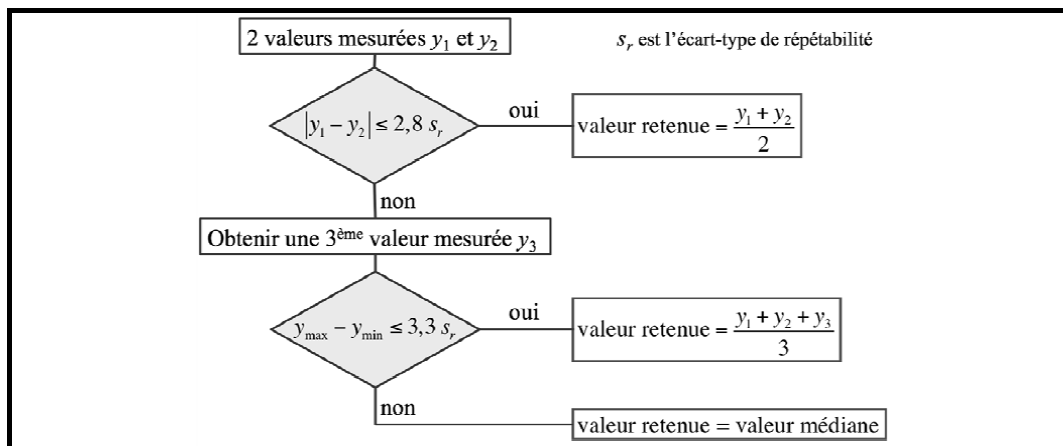 2 valeurs mesurées y₁ et y₂
sᵣ est l'écart-type de répétabilité
|y₁ − y₂| ≤ 2,8 sᵣ
oui
valeur retenue = (y₁ + y₂)/2
non
Obtenir une 3ème valeur mesurée y₃
y_max − y_min ≤ 3,3 sᵣ
oui
valeur retenue = (y₁ + y₂ + y₃)/3
non
valeur retenue = valeur médiane